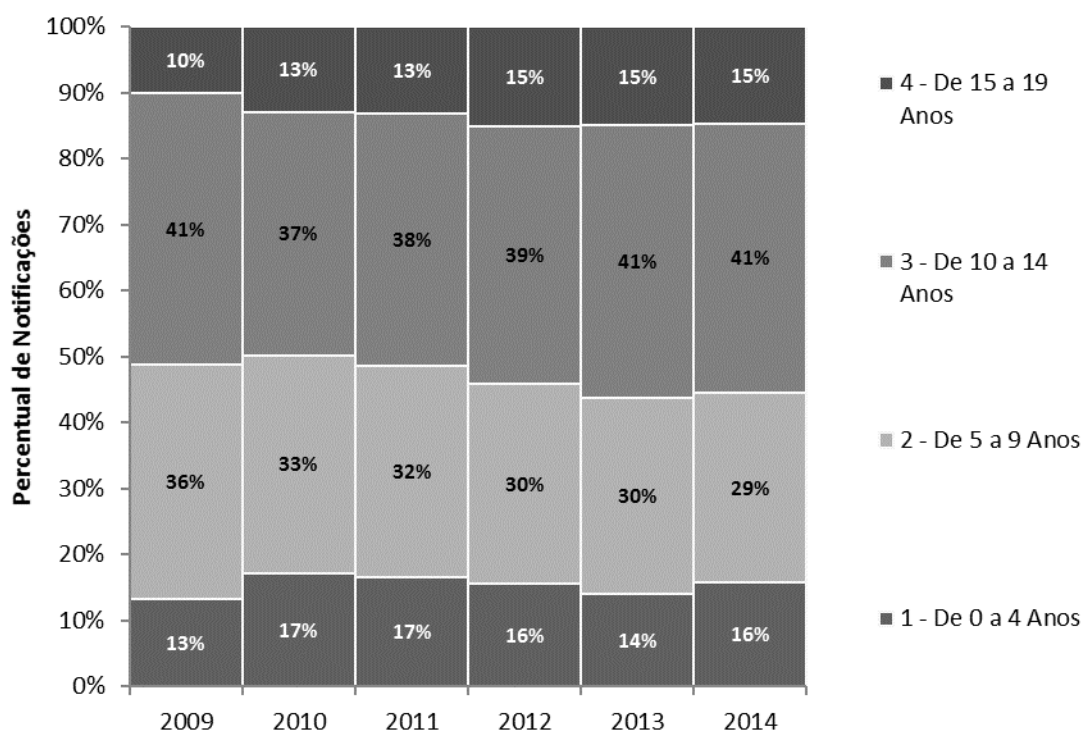 Percentual de Notificações
100%
90%
80%
70%
60%
50%
40%
30%
20%
10%
0%
10% 13% 13% 15% 15% 15%
41% 37% 38% 39% 41% 41%
36% 33% 32% 30% 30% 29%
13% 17% 17% 16% 14% 16%
2009 2010 2011 2012 2013 2014
4 - De 15 a 19
Anos
3 - De 10 a 14
Anos
2 - De 5 a 9 Anos
1 - De 0 a 4 Anos